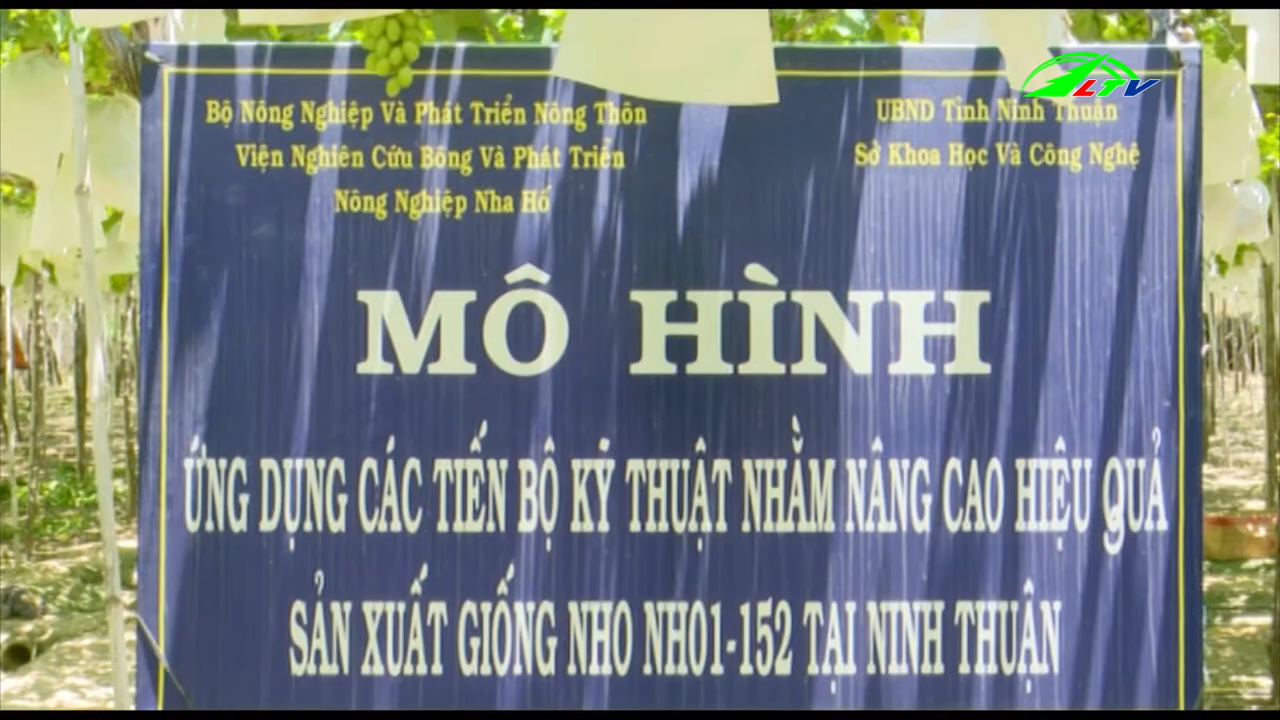 LTV
Bộ Nông Nghiệp Và Phát Triển Nông Thôn
Viện Nghiên Cứu Bông Và Phát Triển
Nông Nghiệp Nha Hố
UBND Tỉnh Ninh Thuận
Sở Khoa Học Và Công Nghệ
MÔ HÌNH
ỨNG DỤNG CÁC TIẾN BỘ KỸ THUẬT NHẰM NÂNG CAO HIỆU QUẢ
SẢN XUẤT GIỐNG NHO NH01-152 TẠI NINH THUẬN